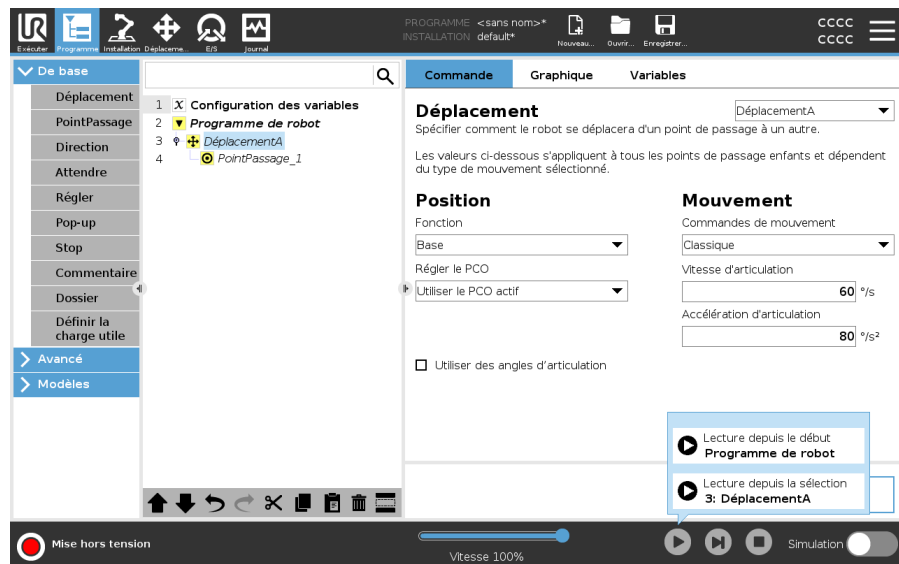 UR
PROGRAMME <sans nom>*
INSTALLATION default*
CCCC
CCCC
Exécuter
Programme
Installation
Déplaceme...
E/S
Journal
Nouveau...
Ouvrir...
Enregistrer...
De base
Déplacement
PointPassage
Direction
Attendre
Régler
Pop-up
Stop
Commentaire
Dossier
Définir la
charge utile
Avancé
Modèles
1 x Configuration des variables
2 Programme de robot
3 DéplacementA
4 PointPassage_1
Commande Graphique Variables
Déplacement
DéplacementA
Spécifier comment le robot se déplacera d'un point de passage à un autre.
Les valeurs ci-dessous s'appliquent à tous les points de passage enfants et dépendent
du type de mouvement sélectionné.
Position
Fonction
Base
Régler le PCO
Utiliser le PCO actif
Utiliser des angles d'articulation
Mouvement
Commandes de mouvement
Classique
Vitesse d'articulation
60 °/s
Accélération d'articulation
80 °/s²
Lecture depuis le début
Programme de robot
Lecture depuis la sélection
3: DéplacementA
Mise hors tension
Vitesse 100%
Simulation